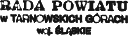 RADA POWIATU
w TARNOWSKICH GÓRACH
woj. ŚLĄSKIE